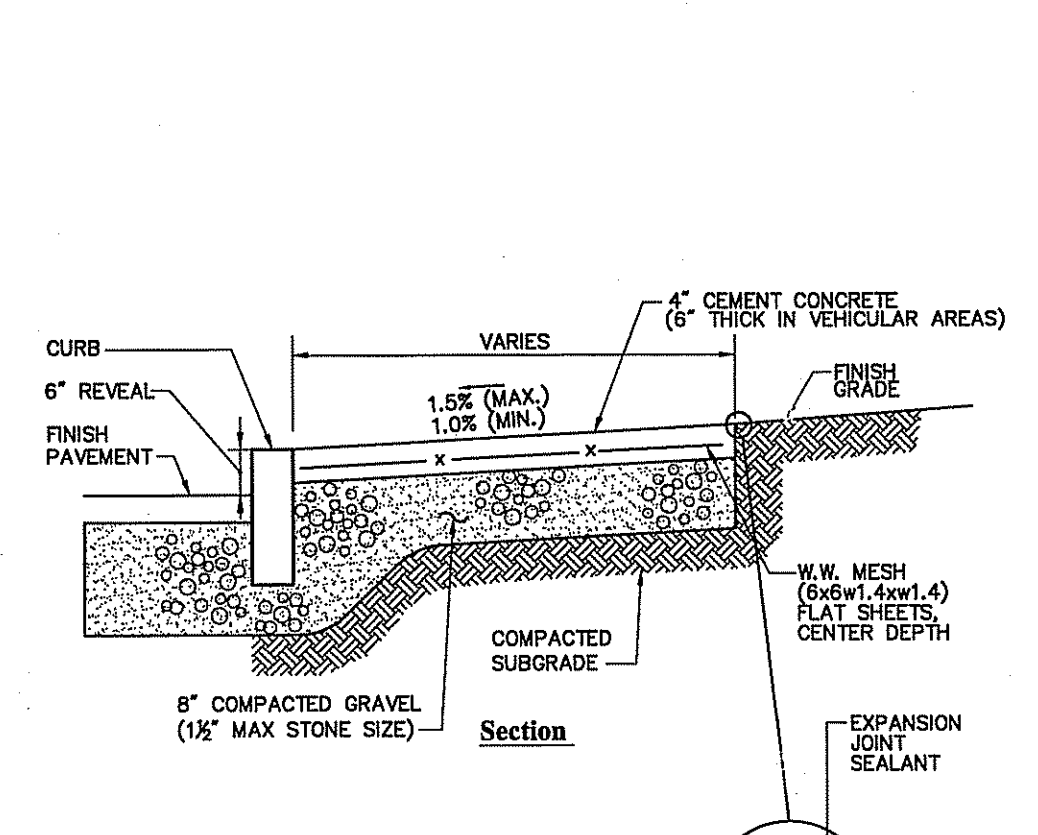 4" CEMENT CONCRETE
(6" THICK IN VEHICULAR AREAS)
VARIES
CURB
6" REVEAL
FINISH
GRADE
1.5% (MAX.)
1.0% (MIN.)
FINISH
PAVEMENT
x
x
W.W. MESH
(6x6w1.4xw1.4)
FLAT SHEETS,
CENTER DEPTH
COMPACTED
SUBGRADE
8" COMPACTED GRAVEL
(1½" MAX STONE SIZE)
Section
EXPANSION
JOINT
SEALANT